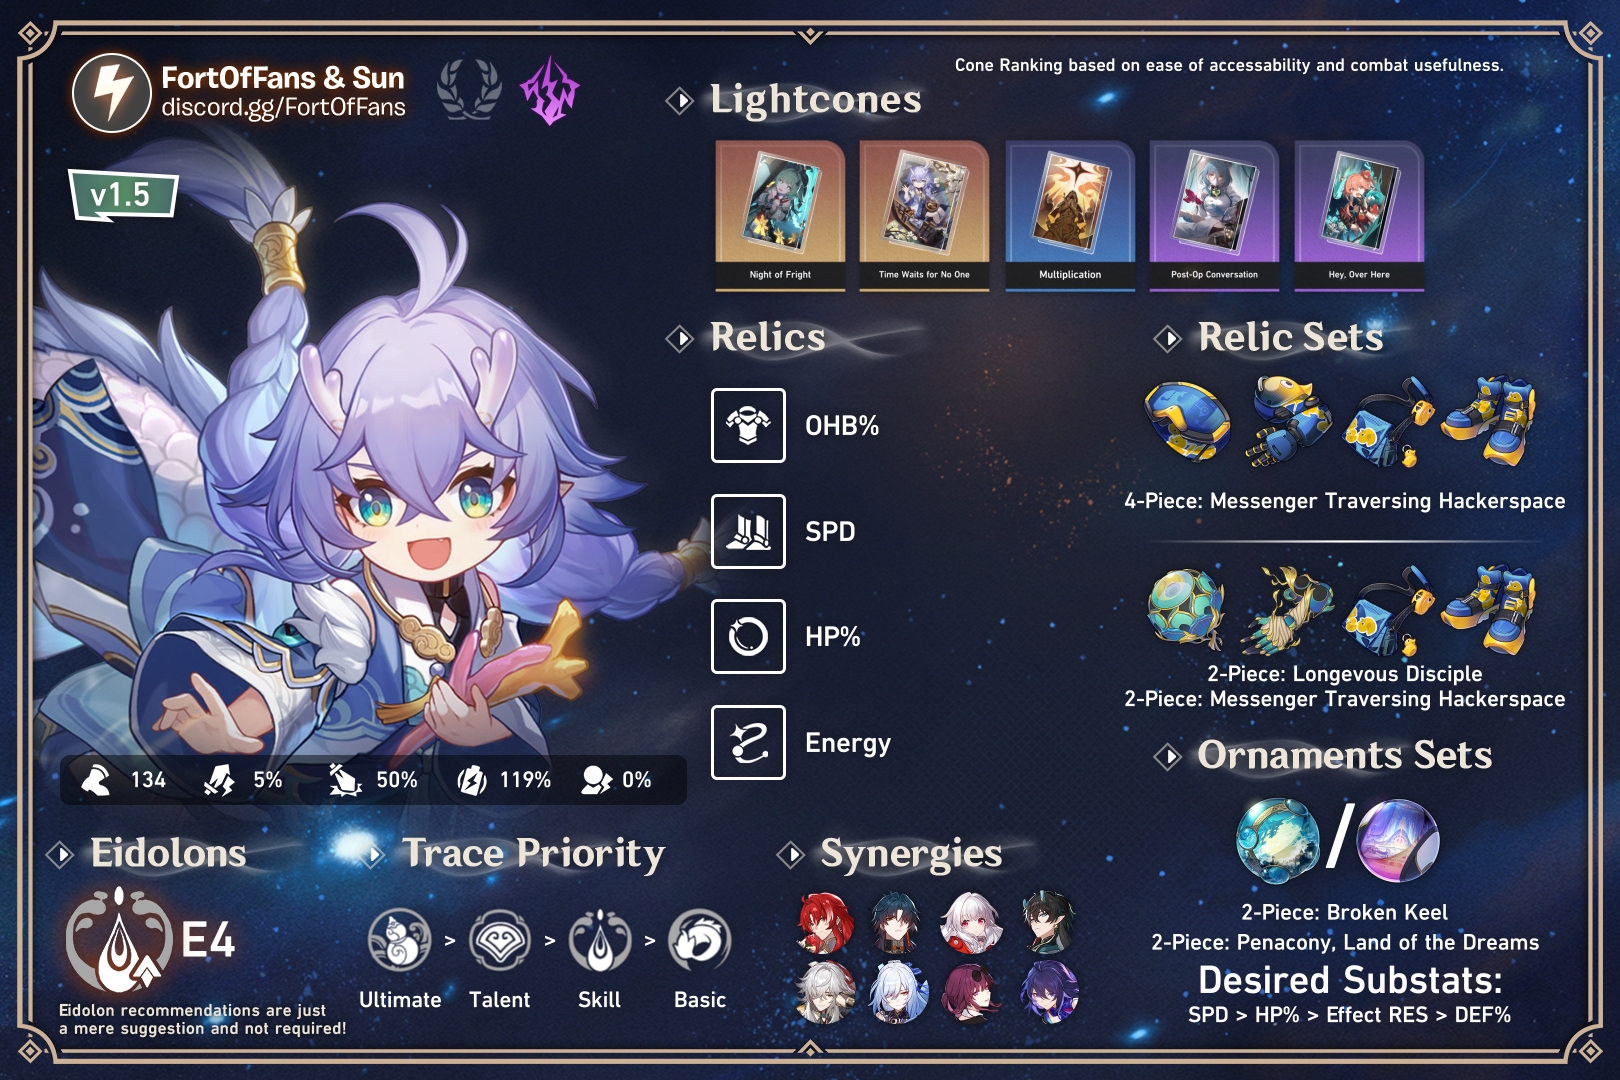 FortOfFans & Sun
discord.gg/FortOfFans
v1.5
Cone Ranking based on ease of accessability and combat usefulness.
Lightcones
Night of Fright
Time Waits for No One
Multiplication
Post-Op Conversation
Hey, Over Here
Relics
OHB%
SPD
HP%
Energy
Relic Sets
4-Piece: Messenger Traversing Hackerspace
2-Piece: Longevous Disciple
2-Piece: Messenger Traversing Hackerspace
Ornaments Sets
/
2-Piece: Broken Keel
2-Piece: Penacony, Land of the Dreams
Desired Substats:
SPD > HP% > Effect RES > DEF%
134
5%
50%
119%
0%
Eidolons
E4
Eidolon recommendations are just
a mere suggestion and not required!
Trace Priority
> > >
Ultimate Talent Skill Basic
Synergies